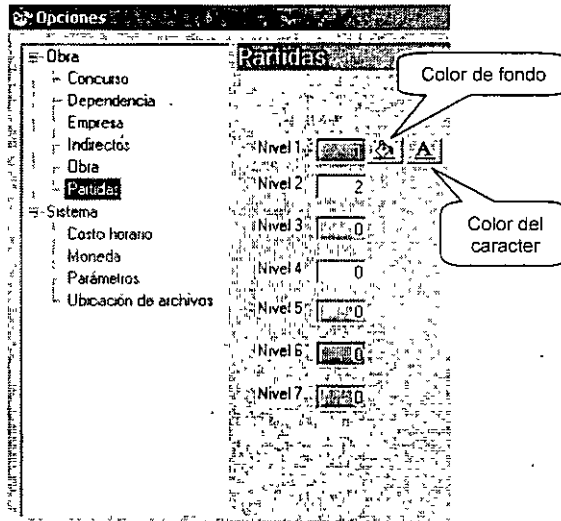 Opciones
Obra
Concurso
Dependencia
Empresa
Indirectos
Obra
Partidas
Sistema
Costo horario
Moneda
Parámetros
Ubicación de archivos
Partidas
Color de fondo
Nivel 1
A
Nivel 2 2
Color del
caracter
Nivel 3 0
Nivel 4 0
Nivel 5 0
Nivel 6 0
Nivel 7 0